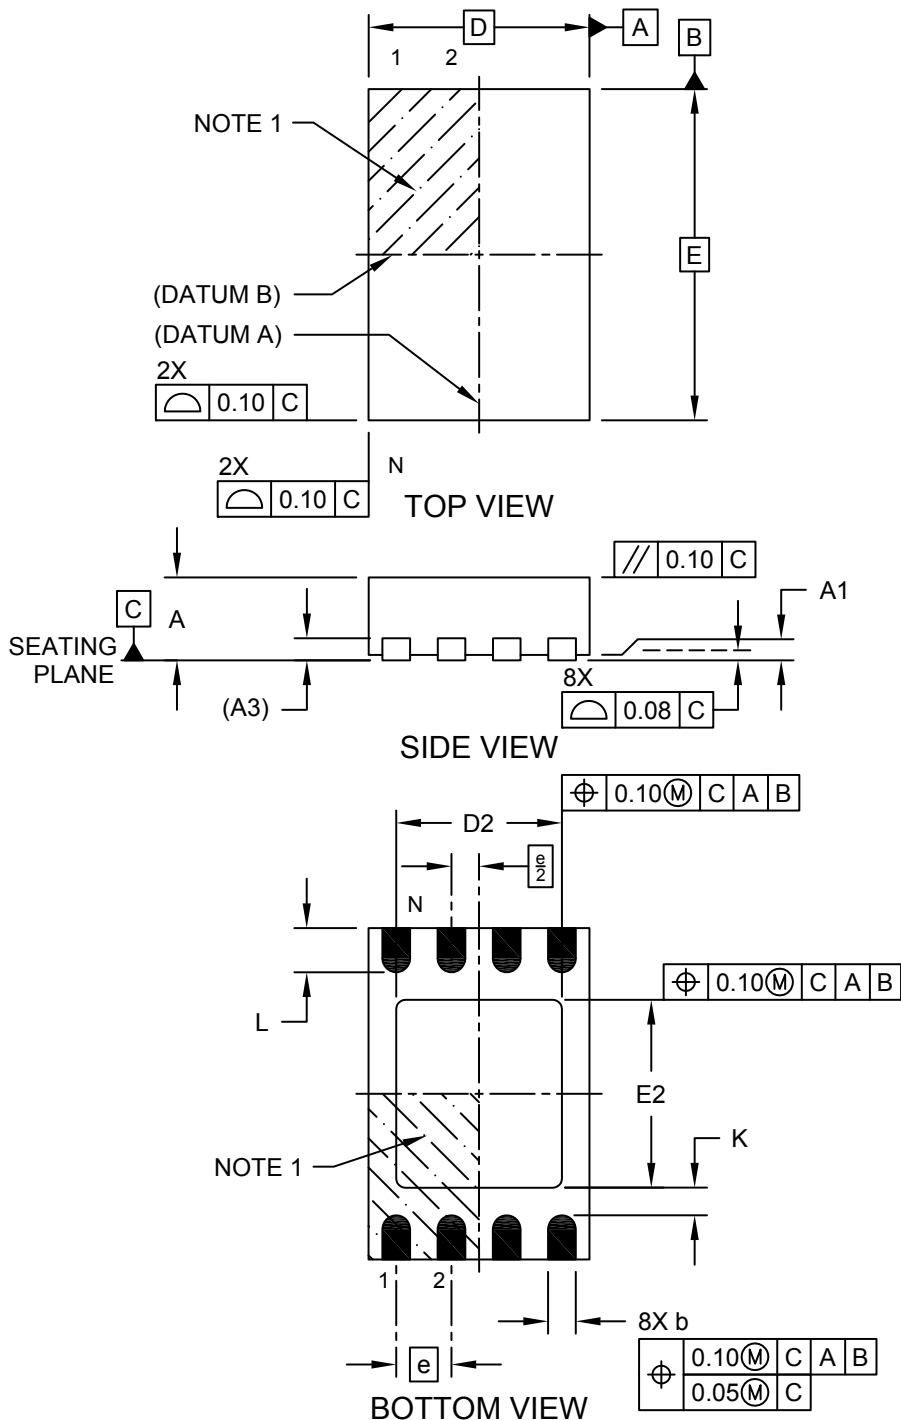 D
A
B
1 2
NOTE 1
E
(DATUM B)
(DATUM A)
2X
0.10 C
2X
0.10 C
N
TOP VIEW
// 0.10 C
A1
C
A
SEATING
PLANE
(A3)
8X
0.08 C
SIDE VIEW
0.10Ⓜ C A B
D2
e
2
N
0.10Ⓜ C A B
L
E2
K
NOTE 1
1 2
8X b
0.10Ⓜ C A B
0.05Ⓜ C
e
BOTTOM VIEW